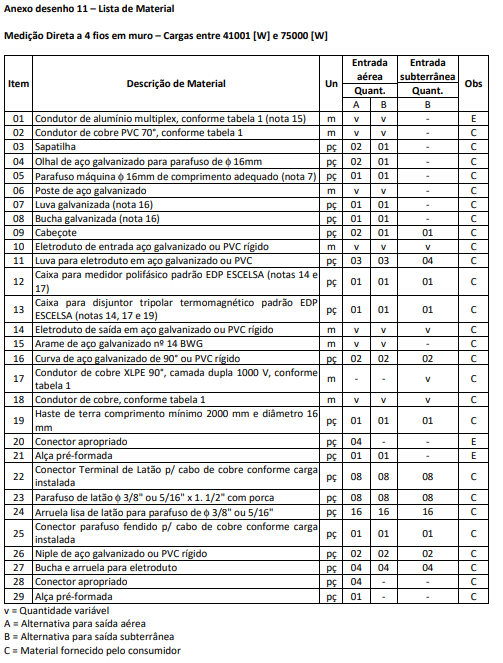 Anexo desenho 11 – Lista de Material
Medição Direta a 4 fios em muro – Cargas entre 41001 [W] e 75000 [W]
Item Descrição de Material Un Entrada aérea Quant. Entrada subterrânea Quant. Obs
A B B
01 Condutor de alumínio multiplex, conforme tabela 1 (nota 15) m v v - E
02 Condutor de cobre PVC 70°, conforme tabela 1 m v v - C
03 Sapatilha pç 02 01 - C
04 Olhal de aço galvanizado para parafuso de ϕ 16mm pç 02 01 - C
05 Parafuso máquina ϕ 16mm de comprimento adequado (nota 7) pç 01 01 - C
06 Poste de aço galvanizado m v v - C
07 Luva galvanizada (nota 16) pç 01 01 - C
08 Bucha galvanizada (nota 16) pç 01 01 - C
09 Cabeçote pç 02 01 01 C
10 Eletroduto de entrada aço galvanizado ou PVC rígido m v v v C
11 Luva para eletroduto em aço galvanizado ou PVC pç 03 03 04 C
12 Caixa para medidor polifásico padrão EDP ESCELSA (notas 14 e
17) pç 01 01 01 C
13 Caixa para disjuntor tripolar termomagnético padrão EDP
ESCELSA (notas 14, 17 e 19) pç 01 01 01 C
14 Eletroduto de saída em aço galvanizado ou PVC rígido m v v v C
15 Arame de aço galvanizado nº 14 BWG m v v - C
16 Curva de aço galvanizado de 90° ou PVC rígido pç 02 02 02 C
17 Condutor de cobre XLPE 90°, camada dupla 1000 V, conforme
tabela 1 m - - v C
18 Condutor de cobre, conforme tabela 1 m v v v C
19 Haste de terra comprimento mínimo 2000 mm e diâmetro 16
mm pç 01 01 01 C
20 Conector apropriado pç 04 - - E
21 Alça pré-formada pç 01 01 - E
22 Conector Terminal de Latão p/ cabo de cobre conforme carga
instalada pç 08 08 08 C
23 Parafuso de latão ϕ 3/8" ou 5/16" x 1. 1/2" com porca pç 08 08 08 C
24 Arruela lisa de latão para parafuso de ϕ 3/8" ou 5/16" pç 16 16 16 C
25 Conector parafuso fendido p/ cabo de cobre conforme carga
instalada pç 01 01 01 C
26 Niple de aço galvanizado ou PVC rígido pç 02 02 02 C
27 Bucha e arruela para eletroduto pç 04 04 04 C
28 Conector apropriado pç 04 - - C
29 Alça pré-formada pç 01 - - C
v = Quantidade variável
A = Alternativa para saída aérea
B = Alternativa para saída subterrânea
C = Material fornecido pelo consumidor